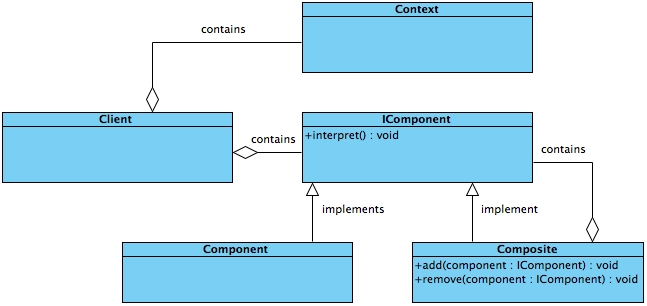 Context
contains
Client
IComponent
+interpret() : void
contains
contains
implements
implement
Component
Composite
+add(component : IComponent) : void
+remove(component : IComponent) : void